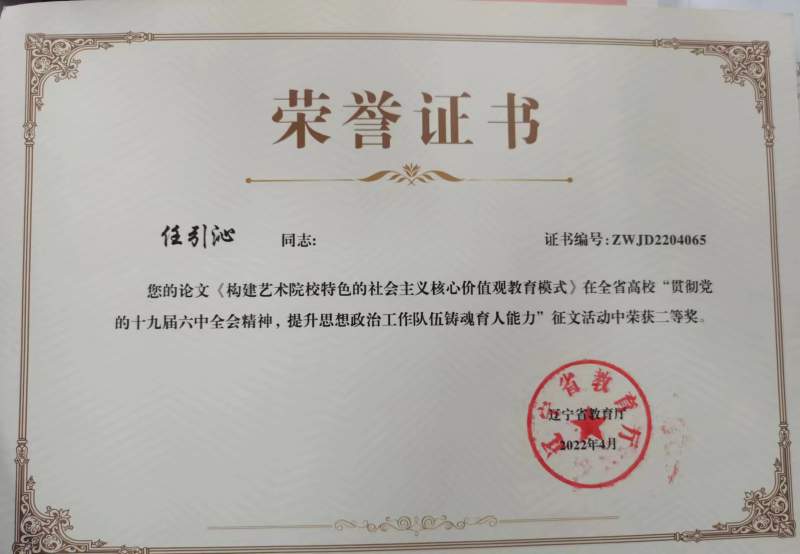 荣誉证书
任引沁 同志: 证书编号:ZWJD2204065
您的论文《构建艺术院校特色的社会主义核心价值观教育模式》在全省高校“贯彻党
的十九届六中全会精神，提升思想政治工作队伍铸魂育人能力”征文活动中荣获二等奖。
辽宁省教育厅
辽宁省教育厅
2022年4月